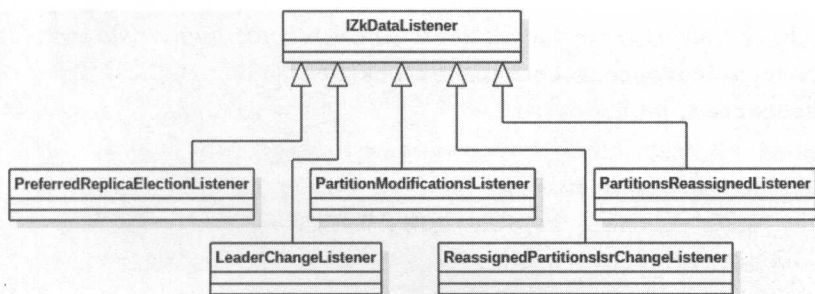 IZkDataListener
PreferredReplicaElectionListener
PartitionModificationsListener
PartitionsReassignedListener
LeaderChangeListener
ReassignedPartitionsIsrChangeListener